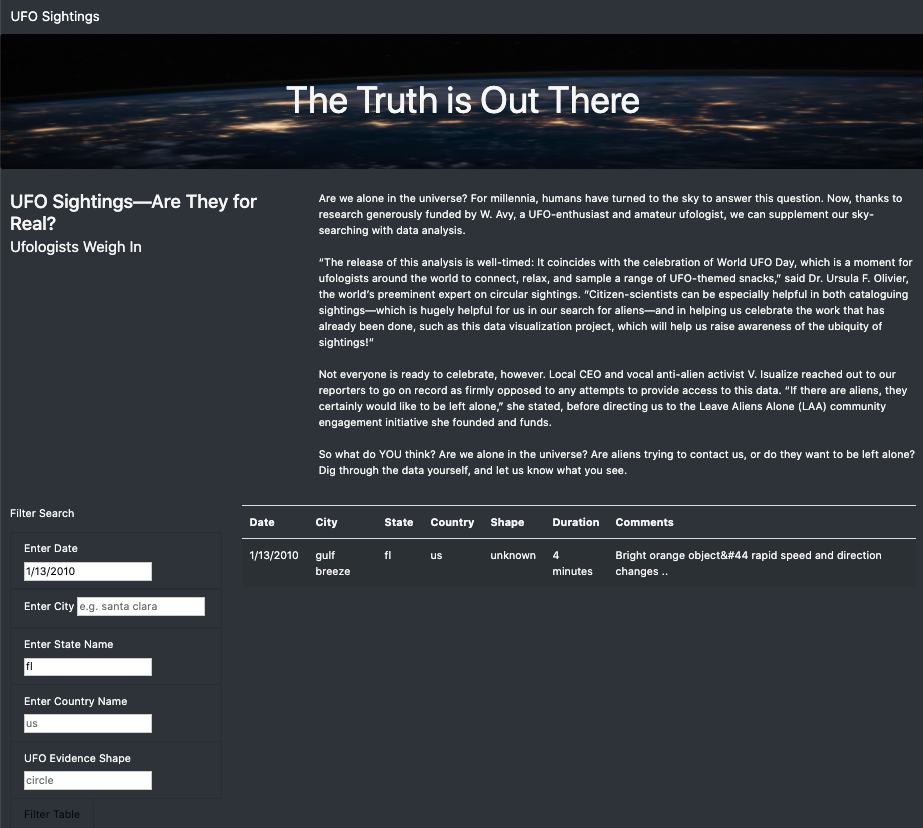 UFO Sightings
The Truth is Out There
UFO Sightings—Are They for
Real?
Ufologists Weigh In
Are we alone in the universe? For millennia, humans have turned to the sky to answer this question. Now, thanks to
research generously funded by W. Avy, a UFO-enthusiast and amateur ufologist, we can supplement our sky-
searching with data analysis.
“The release of this analysis is well-timed: It coincides with the celebration of World UFO Day, which is a moment for
ufologists around the world to connect, relax, and sample a range of UFO-themed snacks,” said Dr. Ursula F. Olivier,
the world’s preeminent expert on circular sightings. “Citizen-scientists can be especially helpful in both cataloguing
sightings—which is hugely helpful for us in our search for aliens—and in helping us celebrate the work that has
already been done, such as this data visualization project, which will help us raise awareness of the ubiquity of
sightings!“
Not everyone is ready to celebrate, however. Local CEO and vocal anti-alien activist V. Isualize reached out to our
reporters to go on record as firmly opposed to any attempts to provide access to this data. “If there are aliens, they
certainly would like to be left alone,” she stated, before directing us to the Leave Aliens Alone (LAA) community
engagement initiative she founded and funds.
So what do YOU think? Are we alone in the universe? Are aliens trying to contact us, or do they want to be left alone?
Dig through the data yourself, and let us know what you see.
Filter Search
Enter Date
1/13/2010
Enter City e.g. santa clara
Enter State Name
fl
Enter Country Name
us
UFO Evidence Shape
circle
Filter Table
Date City State Country Shape Duration Comments
1/13/2010 gulf fl us unknown 4 Bright orange object&#44 rapid speed and direction
breeze minutes changes ..